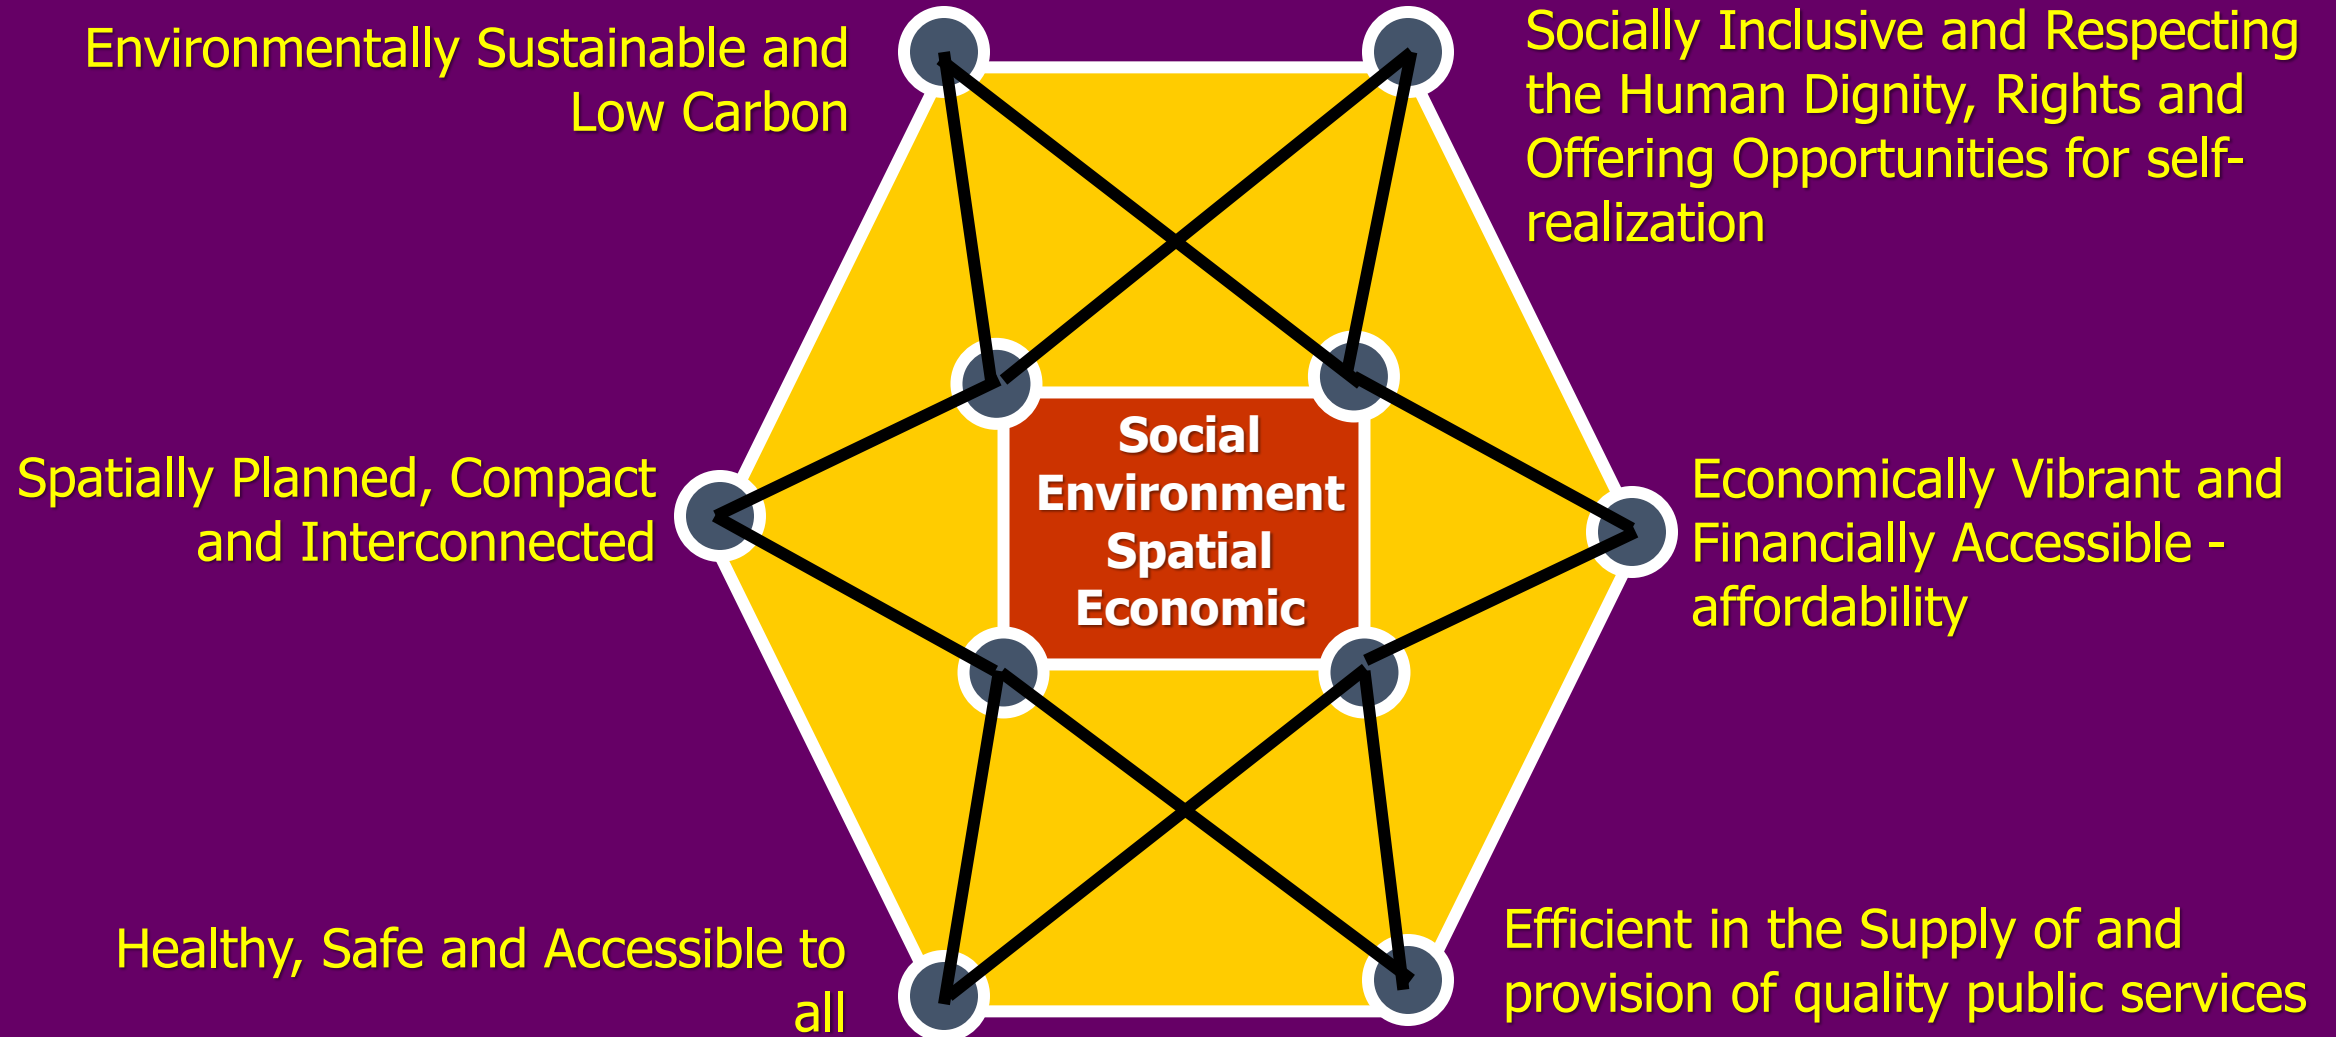 Environmentally Sustainable and
Low Carbon
Socially Inclusive and Respecting
the Human Dignity, Rights and
Offering Opportunities for self-
realization
Spatially Planned, Compact
and Interconnected
Social
Environment
Spatial
Economic
Economically Vibrant and
Financially Accessible -
affordability
Healthy, Safe and Accessible to
all
Efficient in the Supply of and
provision of quality public services